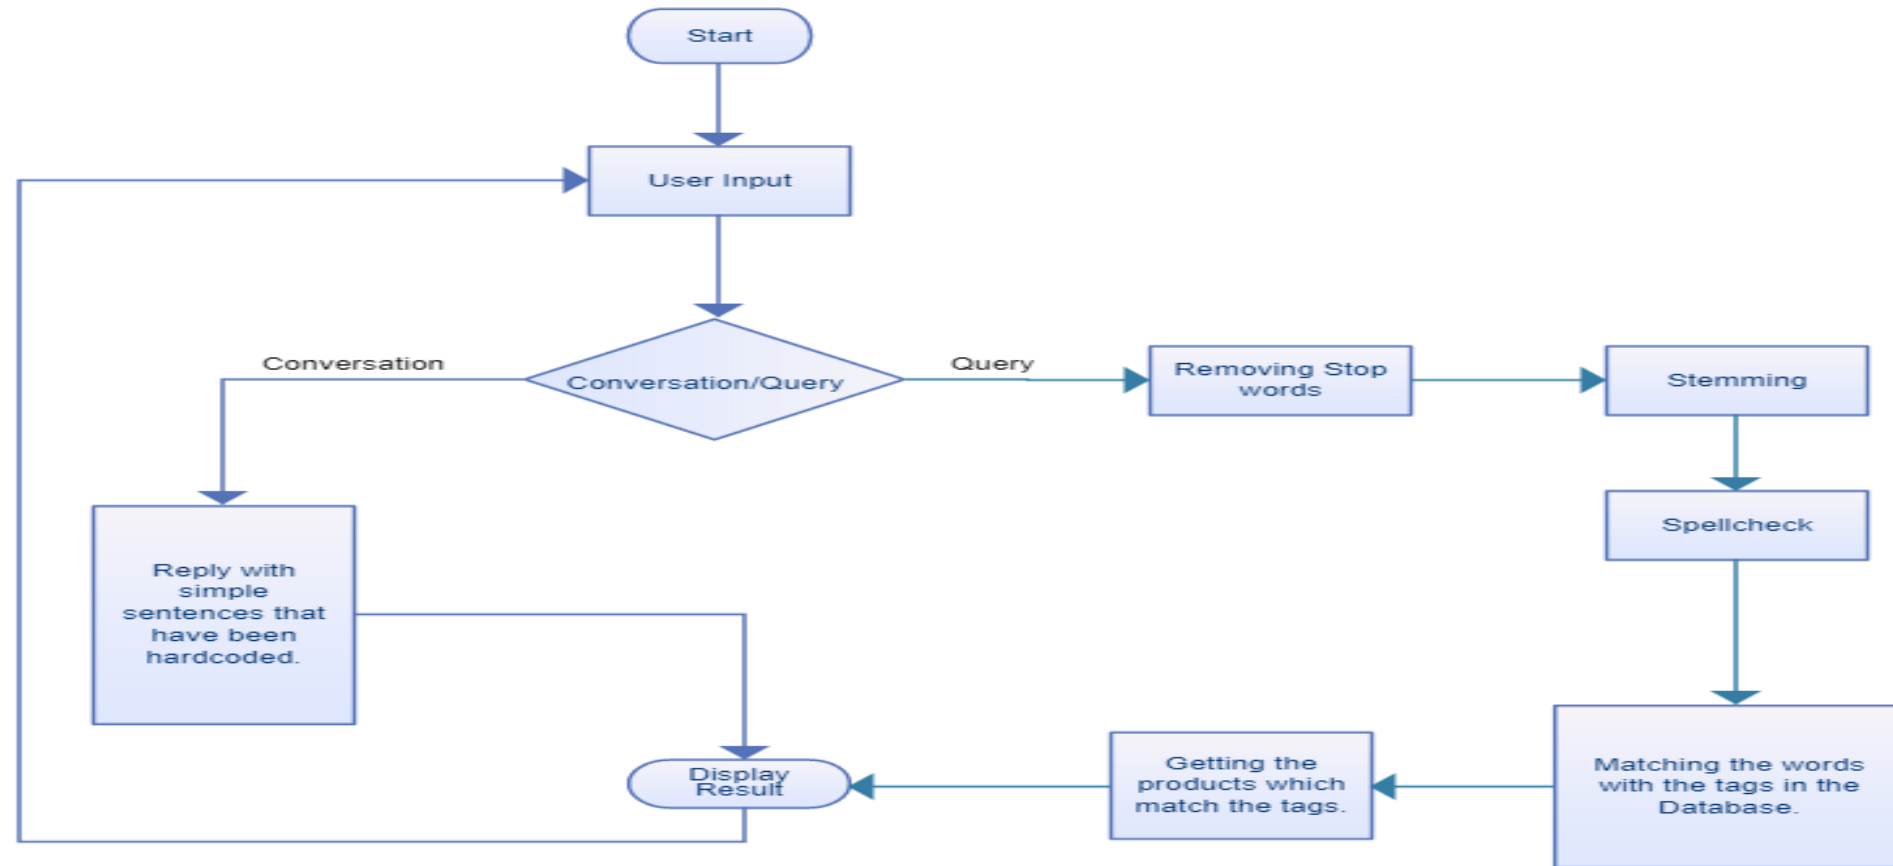 Start
User Input
Conversation
Conversation/Query
Query
Removing Stop
words
Stemming
Spellcheck
Reply with
simple
sentences that
have been
hardcoded.
Display
Result
Getting the
products which
match the tags.
Matching the words
with the tags in the
Database.